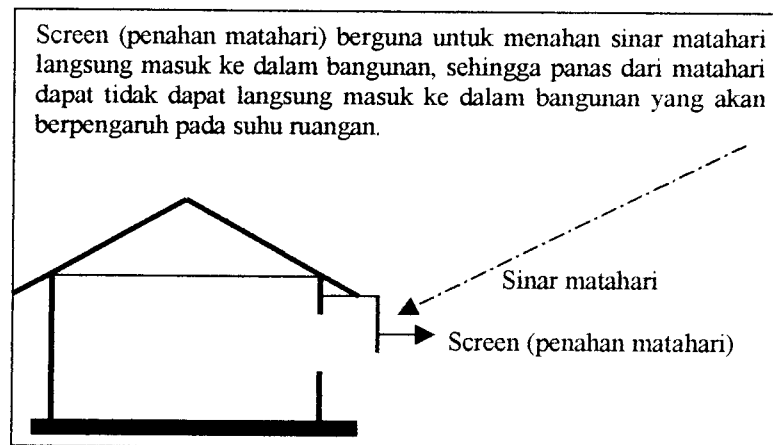 Screen (penahan matahari) berguna untuk menahan sinar matahari
langsung masuk ke dalam bangunan, sehingga panas dari matahari
dapat tidak dapat langsung masuk ke dalam bangunan yang akan
berpengaruh pada suhu ruangan.
Sinar matahari
Screen (penahan matahari)